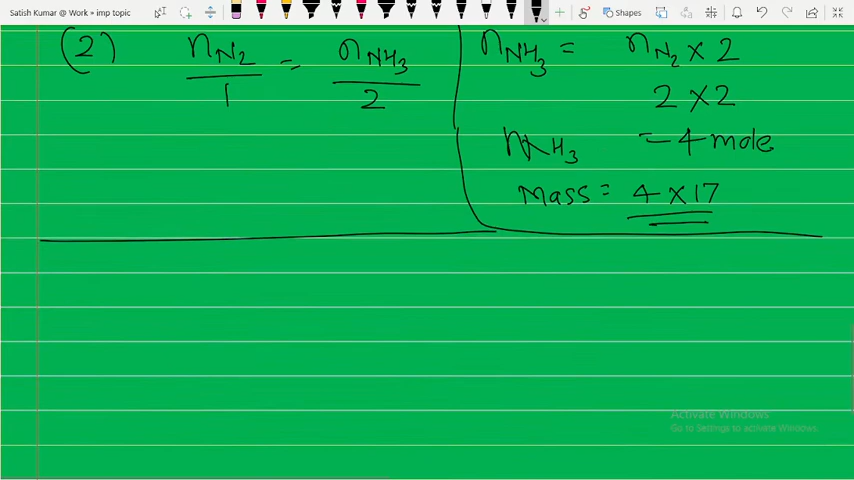 Satish Kumar @ Work » imp topic
Shapes
(2) nN₂/1 = nNH₃/2
nNH₃ = nN₂ × 2
2 × 2
nNH₃ = 4 mole
Mass = 4 × 17
Activate Windows
Go to Settings to activate Windows.